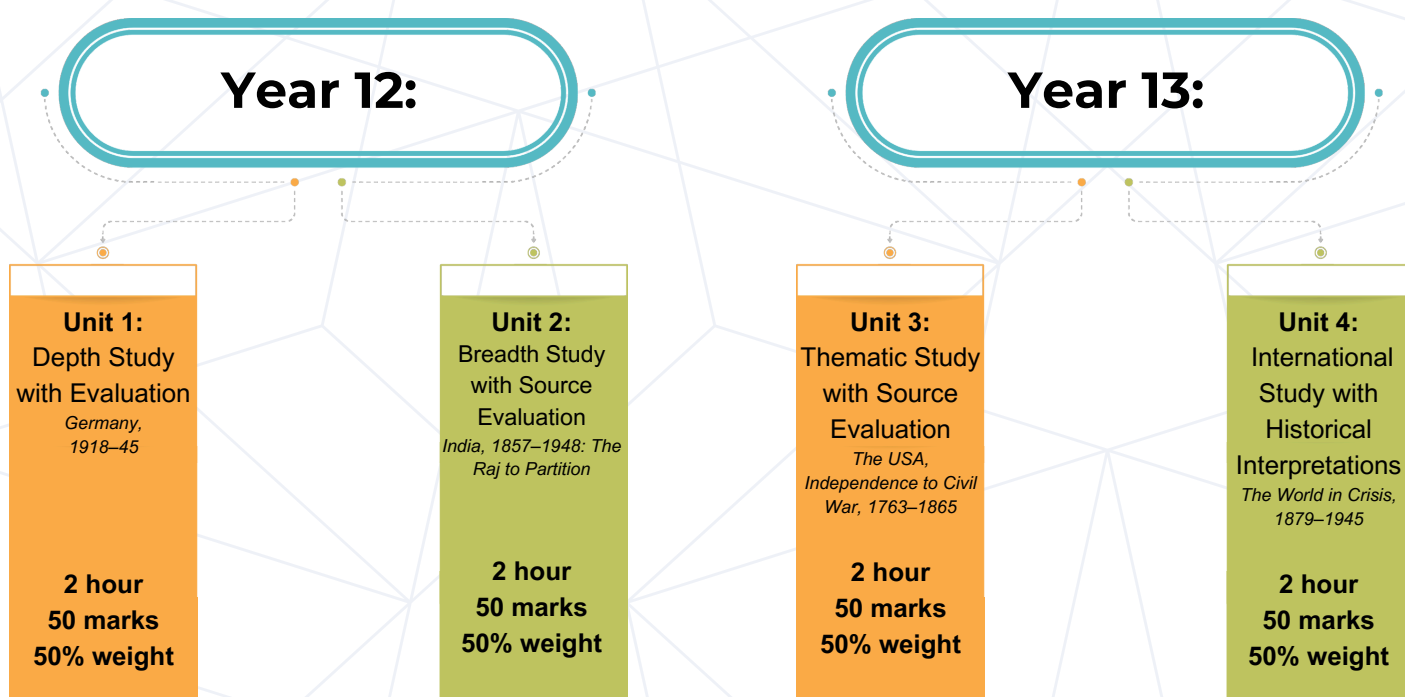 Year 12:
Year 13:
Unit 1:
Depth Study
with Evaluation
Germany,
1918–45
2 hour
50 marks
50% weight
Unit 2:
Breadth Study
with Source
Evaluation
India, 1857–1948: The
Raj to Partition
2 hour
50 marks
50% weight
Unit 3:
Thematic Study
with Source
Evaluation
The USA,
Independence to Civil
War, 1763–1865
2 hour
50 marks
50% weight
Unit 4:
International
Study with
Historical
Interpretations
The World in Crisis,
1879–1945
2 hour
50 marks
50% weight